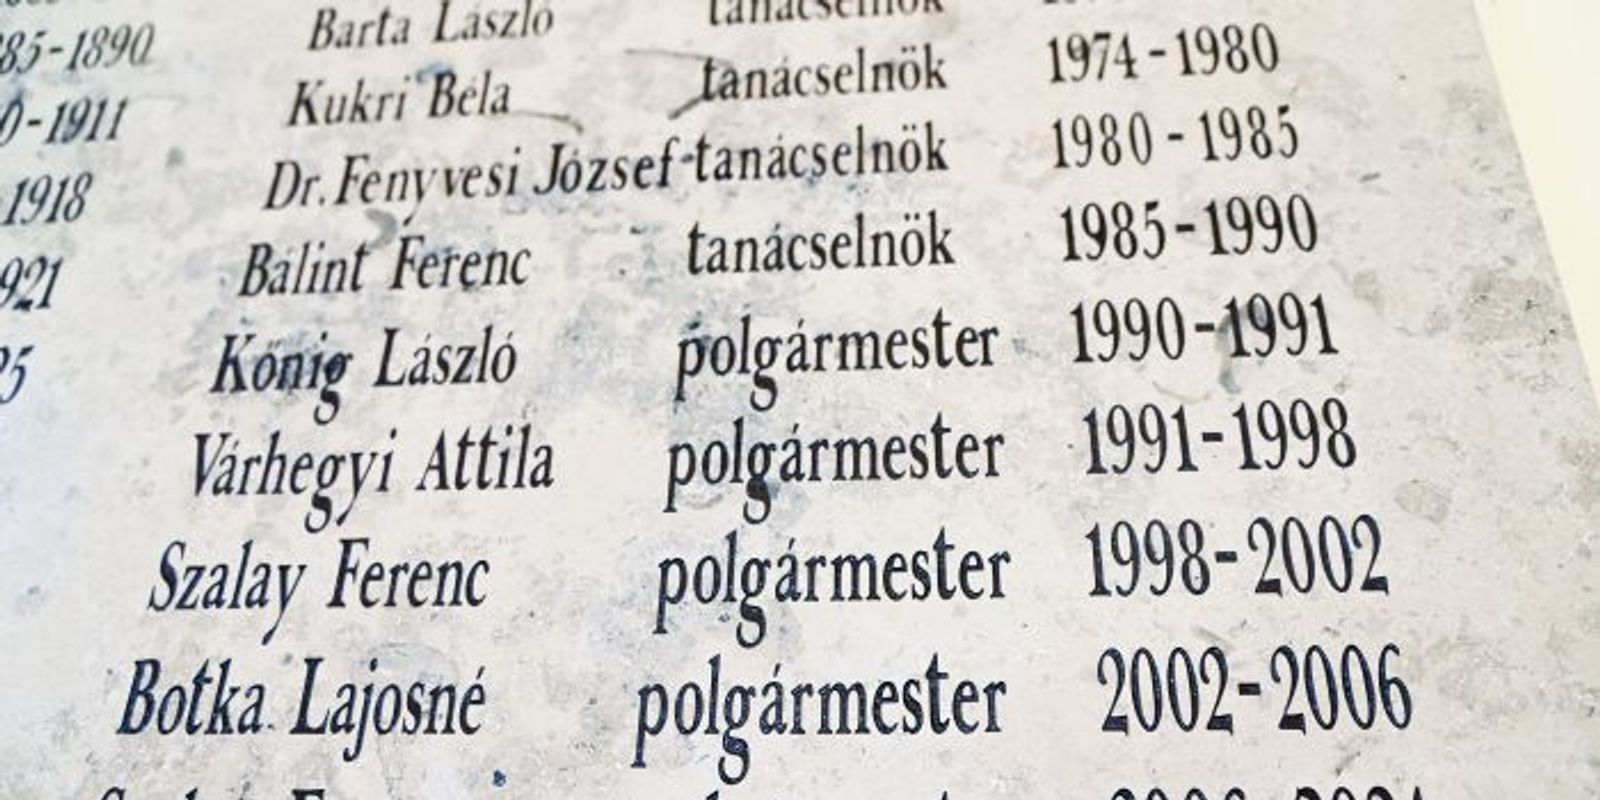 85-1890 Barta László tanácselnök
Kukri Béla tanácselnök 1974-1980
0-1911
Dr. Fenyvesi József-tanácselnök 1980-1985
1918
Bálint Ferenc tanácselnök 1985-1990
921
König László polgármester 1990-1991
25
Várhegyi Attila polgármester 1991-1998
Szalay Ferenc polgármester 1998-2002
Botka Lajosné polgármester 2002-2006